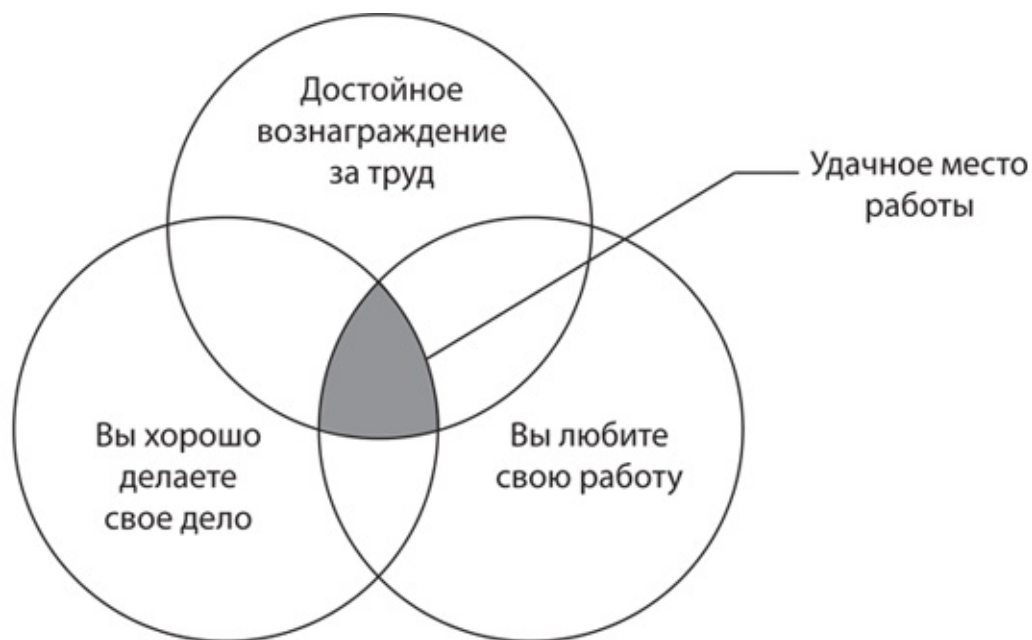 Достойное
вознаграждение
за труд
Удачное место
работы
Вы хорошо
делаете
свое дело
Вы любите
свою работу